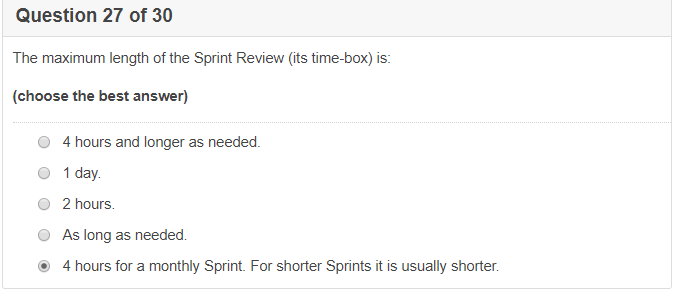 Question 27 of 30
The maximum length of the Sprint Review (its time-box) is:
(choose the best answer)
4 hours and longer as needed.
1 day.
2 hours.
As long as needed.
4 hours for a monthly Sprint. For shorter Sprints it is usually shorter.